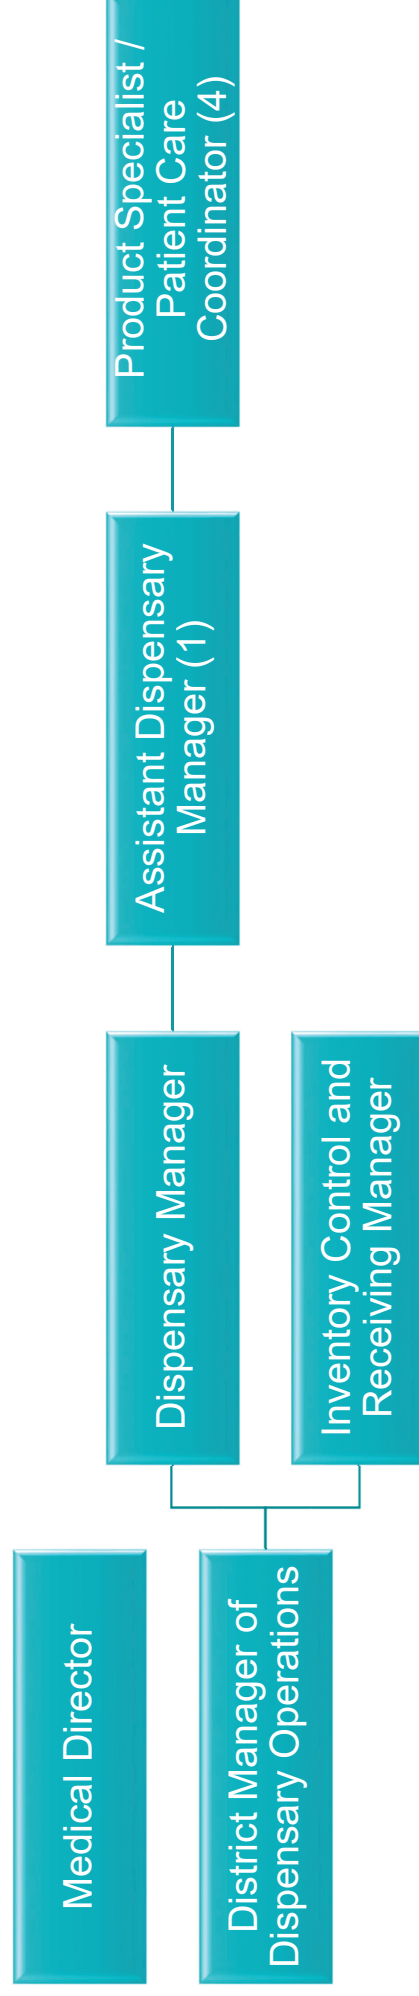 Medical Director
District Manager of
Dispensary Operations
Dispensary Manager
Inventory Control and
Receiving Manager
Assistant Dispensary
Manager (1)
Product Specialist /
Patient Care
Coordinator (4)